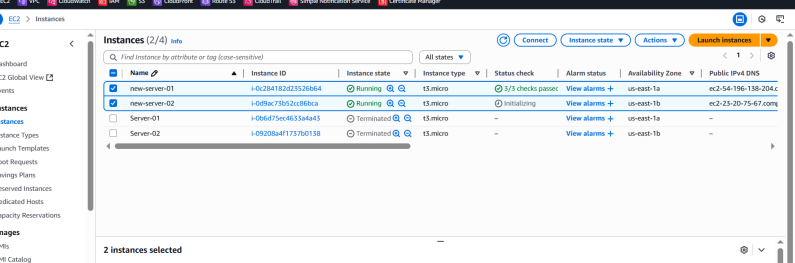 EC2 VPC CloudWatch IAM S3 CloudFront Route 53 CloudTrail Simple Notification Service Certificate Manager
EC2 > Instances
C2
ashboard
C2 Global View
vents
stances
stances
stance Types
aunch Templates
pot Requests
avings Plans
eserved Instances
edicated Hosts
apacity Reservations
mages
MIs
MI Catalog
Instances (2/4) Info
Connect Instance state Actions Launch instances
Find Instance by attribute or tag (case-sensitive) All states 1
Name Instance ID Instance state Instance type Status check Alarm status Availability Zone Public IPv4 DNS
new-server-01 i-0c284182d23526b64 Running t3.micro 3/3 checks passec View alarms + us-east-1a ec2-54-196-138-204.c
new-server-02 i-0d9ac73b52cc86bca Running t3.micro Initializing View alarms + us-east-1b ec2-23-20-75-67.comp
Server-01 i-0b6d75ec4633a4a43 Terminated t3.micro – View alarms + us-east-1a –
Server-02 i-09208a4f1737b0138 Terminated t3.micro – View alarms + us-east-1b –
2 instances selected